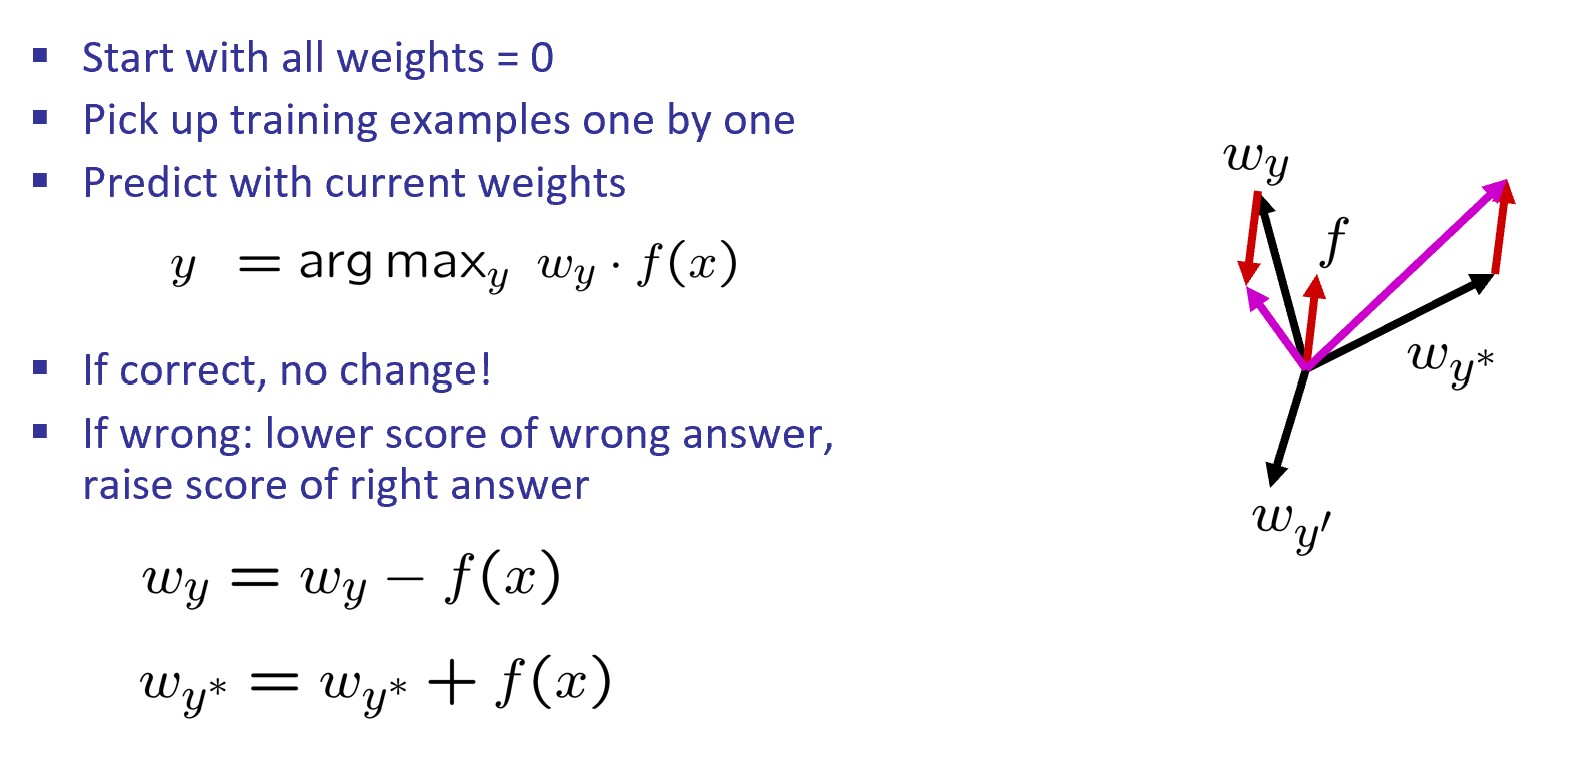 ▪ Start with all weights = 0
▪ Pick up training examples one by one
▪ Predict with current weights
y = arg max_y w_y · f(x)
▪ If correct, no change!
▪ If wrong: lower score of wrong answer,
raise score of right answer
w_y = w_y − f(x)
w_{y*} = w_{y*} + f(x)
w_y
f
w_{y*}
w_{y′}